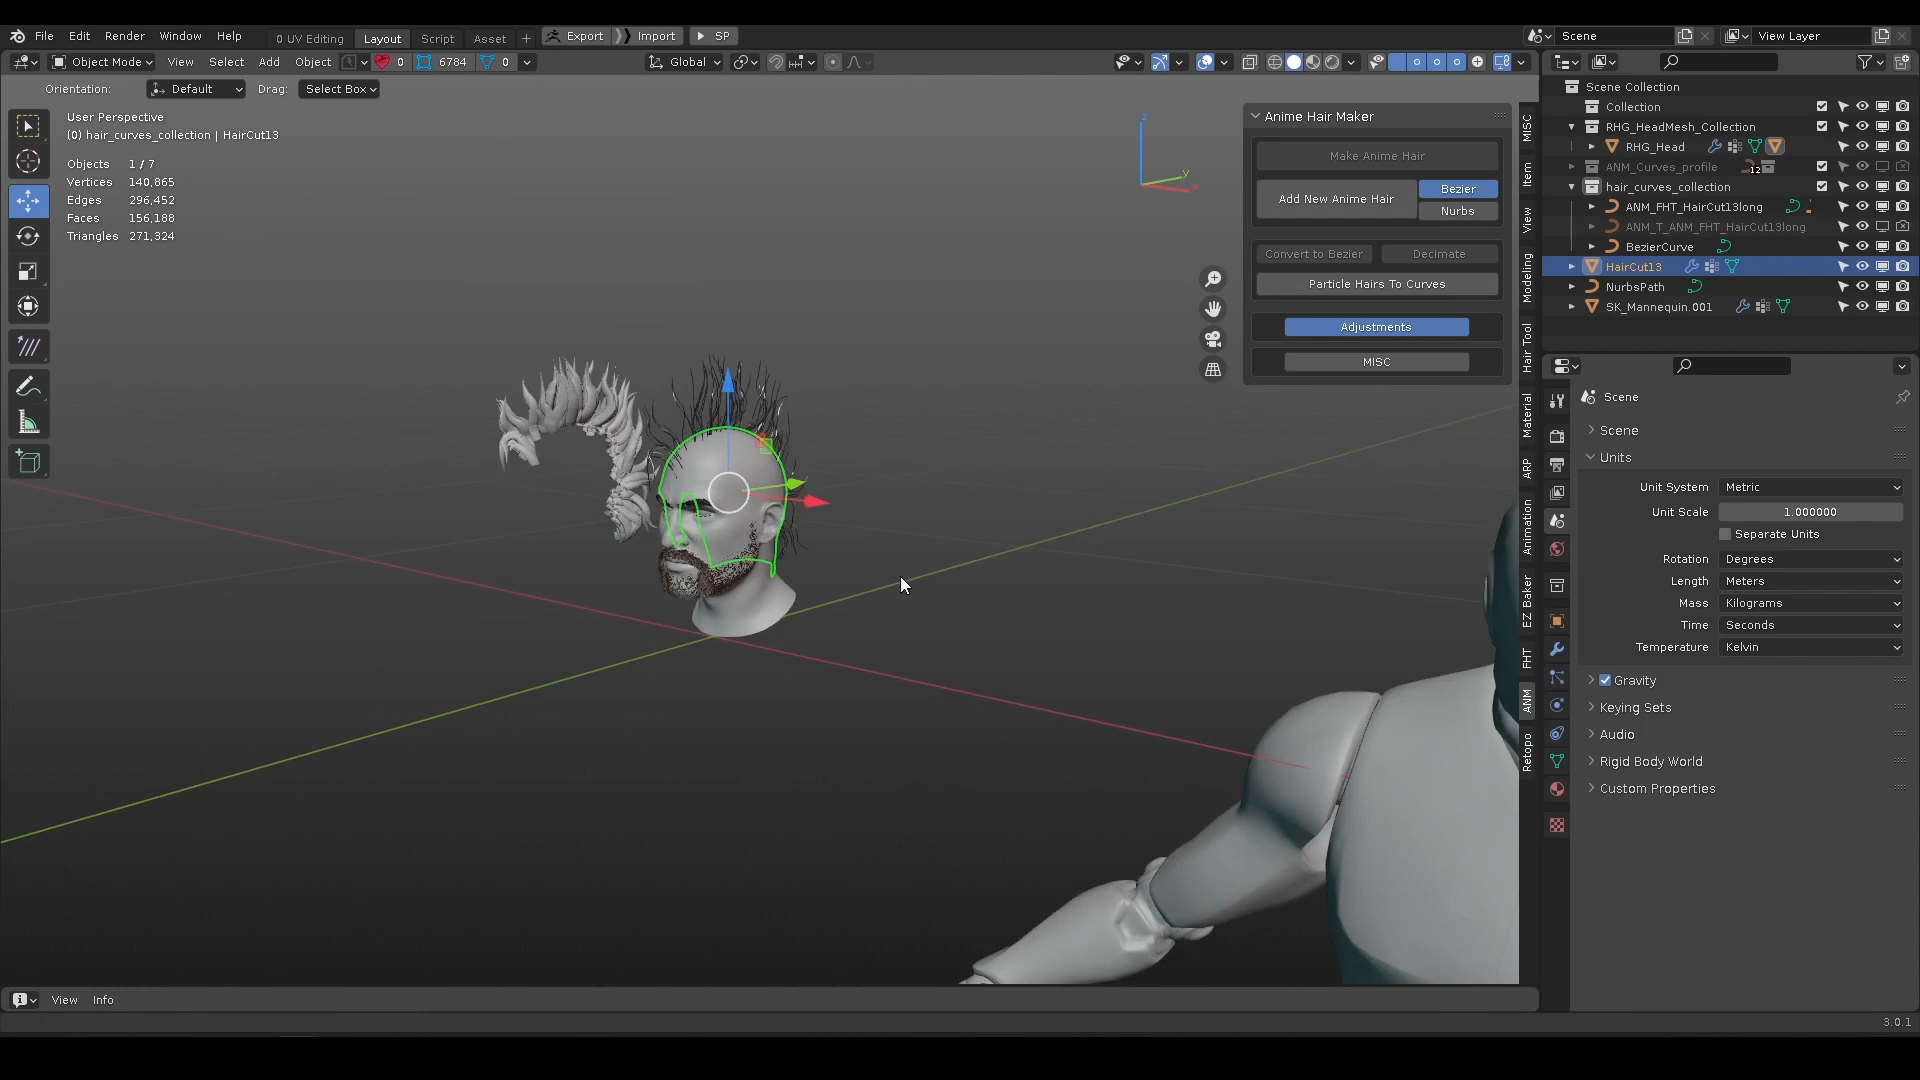 File Edit Render Window Help 0 UV Editing Layout Script Asset + Export Import SP Scene View Layer
Object Mode View Select Add Object 0 6784 0 Global
Orientation: Default Drag: Select Box
User Perspective
(0) hair_curves_collection | HairCut13
Objects 1 / 7
Vertices 140,865
Edges 296,452
Faces 156,188
Triangles 271,324
z
y
x
Anime Hair Maker
Make Anime Hair
Add New Anime Hair
Bezier
Nurbs
Convert to Bezier
Decimate
Particle Hairs To Curves
Adjustments
MISC
MISC
Item
View
Modeling
Hair Tool
Material
ARP
Animation
EZ Baker
FHT
ANM
Retopo
Scene Collection
Collection
RHG_HeadMesh_Collection
RHG_Head
ANM_Curves_profile 12
hair_curves_collection
ANM_FHT_HairCut13long
ANM_T_ANM_FHT_HairCut13long
BezierCurve
HairCut13
NurbsPath
SK_Mannequin.001
Scene
Scene
Units
Unit System Metric
Unit Scale 1.000000
Separate Units
Rotation Degrees
Length Meters
Mass Kilograms
Time Seconds
Temperature Kelvin
Gravity
Keying Sets
Audio
Rigid Body World
Custom Properties
View Info
3.0.1